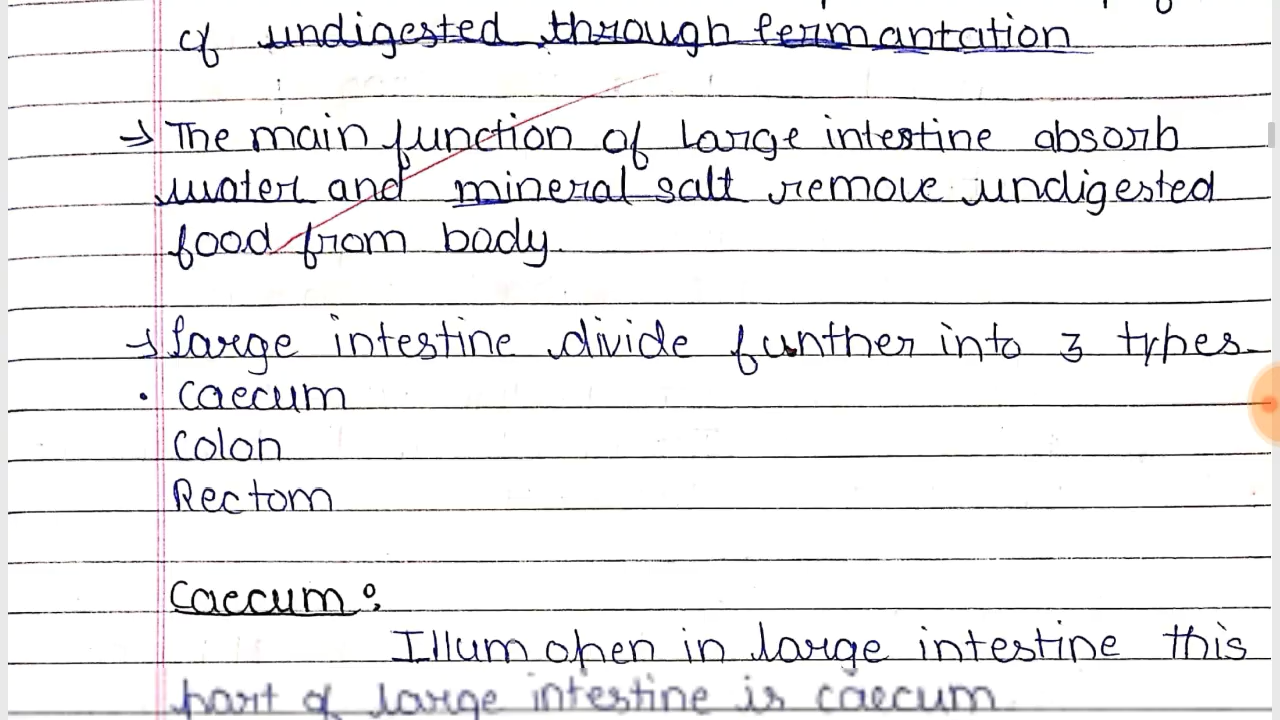 of undigested through fermantation
→ The main function of large intestine absorb
water and mineral salt remove undigested
food from body.
→ large intestine divide funther into 3 types
• Caecum
Colon
Rectom
Caecum :
Illum open in large intestine this
part of large intestine is caecum